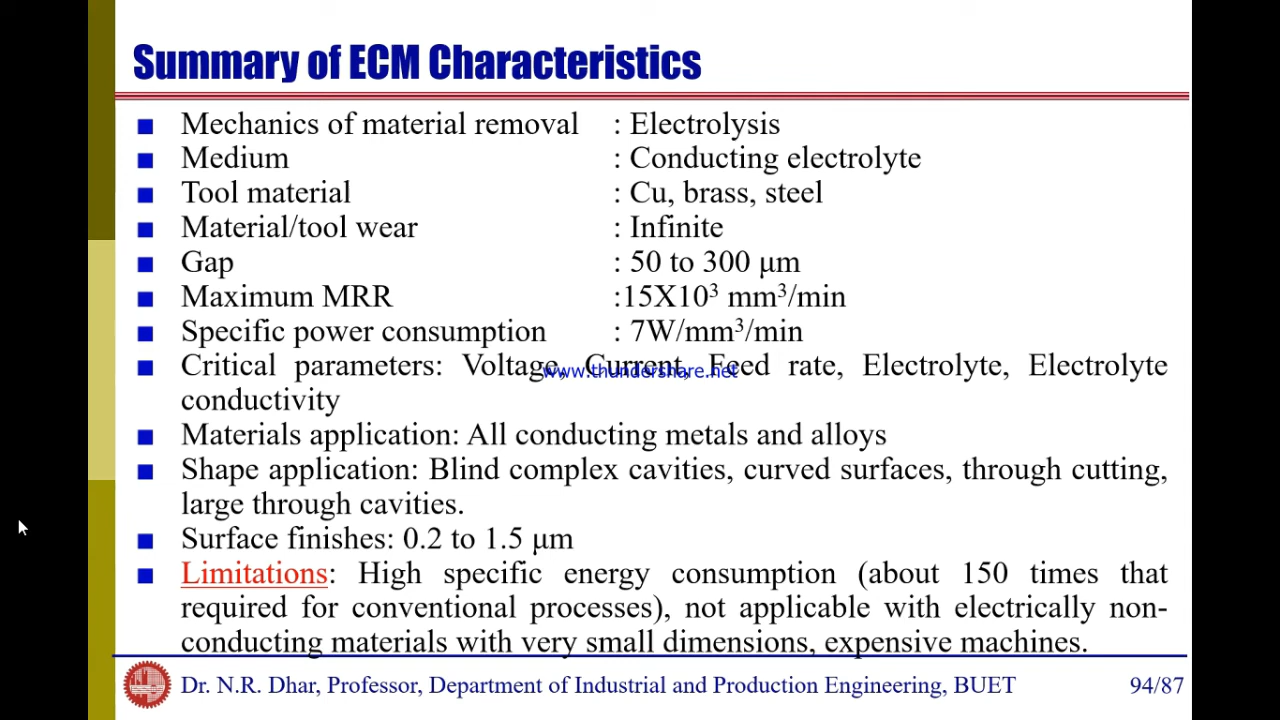 Summary of ECM Characteristics
Mechanics of material removal : Electrolysis
Medium : Conducting electrolyte
Tool material : Cu, brass, steel
Material/tool wear : Infinite
Gap : 50 to 300 μm
Maximum MRR :15X10³ mm³/min
Specific power consumption : 7W/mm³/min
Critical parameters: Voltage, Current, Feed rate, Electrolyte, Electrolyte
www.thundershare.net
conductivity
Materials application: All conducting metals and alloys
Shape application: Blind complex cavities, curved surfaces, through cutting,
large through cavities.
Surface finishes: 0.2 to 1.5 μm
Limitations: High specific energy consumption (about 150 times that
required for conventional processes), not applicable with electrically non-
conducting materials with very small dimensions, expensive machines.
Dr. N.R. Dhar, Professor, Department of Industrial and Production Engineering, BUET 94/87